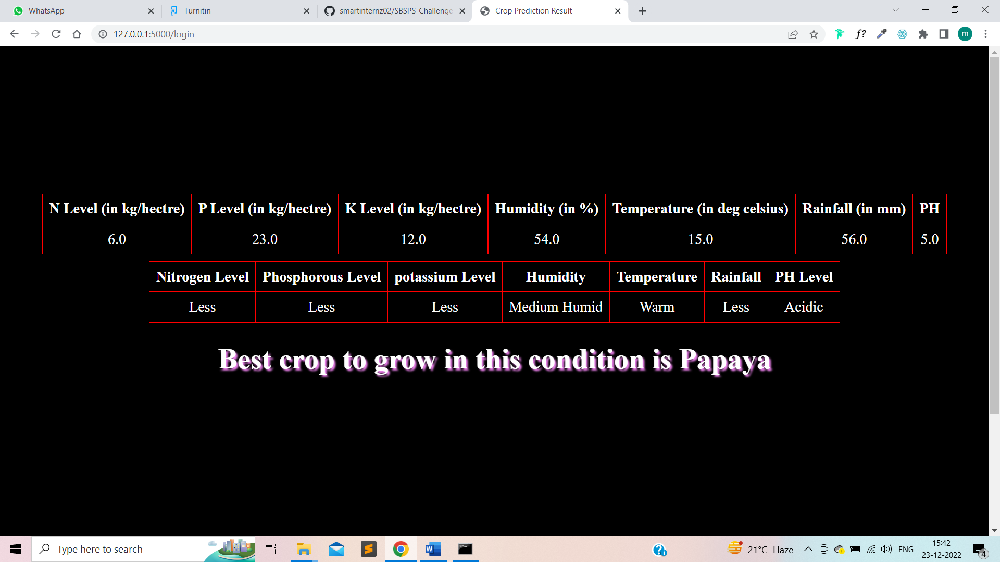 WhatsApp
Turnitin
smartinternz02/SBSPS-Challenge
Crop Prediction Result
127.0.0.1:5000/login
f?
m
N Level (in kg/hectre) P Level (in kg/hectre) K Level (in kg/hectre) Humidity (in %) Temperature (in deg celsius) Rainfall (in mm) PH
6.0 23.0 12.0 54.0 15.0 56.0 5.0
Nitrogen Level Phosphorous Level potassium Level Humidity Temperature Rainfall PH Level
Less Less Less Medium Humid Warm Less Acidic
Best crop to grow in this condition is Papaya
Type here to search
21°C Haze
ENG
15:42
23-12-2022
4